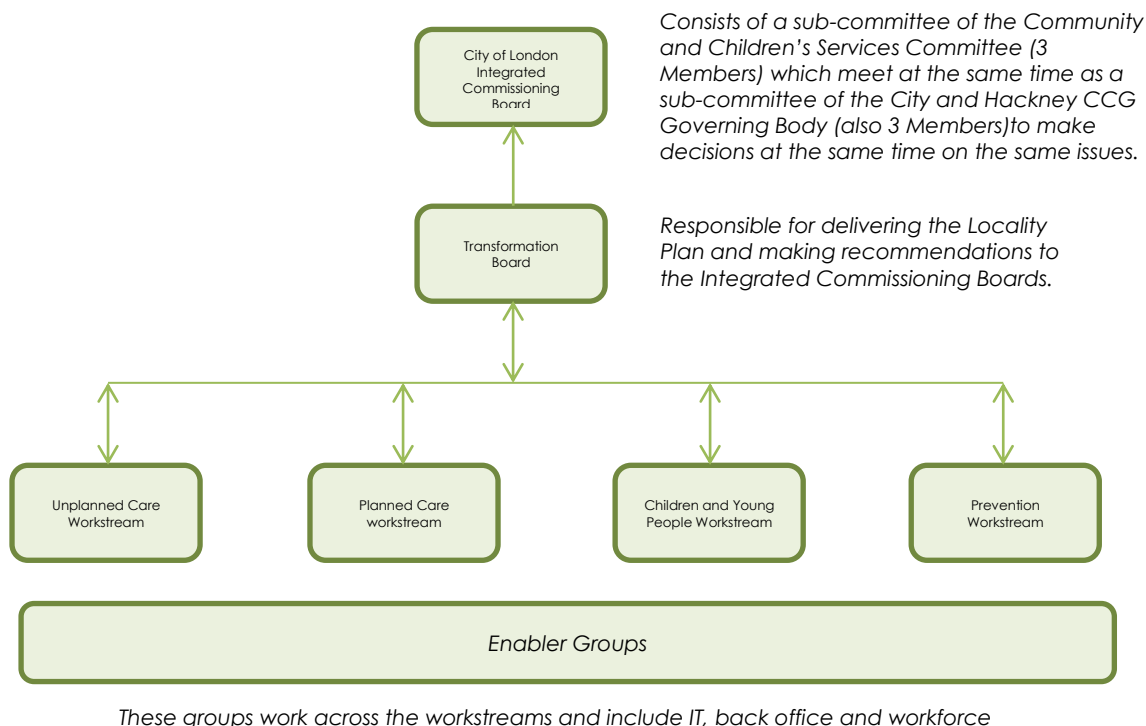 City of London
Integrated
Commissioning
Board
Consists of a sub-committee of the Community
and Children’s Services Committee (3
Members) which meet at the same time as a
sub-committee of the City and Hackney CCG
Governing Body (also 3 Members)to make
decisions at the same time on the same issues.
Transformation
Board
Responsible for delivering the Locality
Plan and making recommendations to
the Integrated Commissioning Boards.
Unplanned Care
Workstream
Planned Care
workstream
Children and Young
People Workstream
Prevention
Workstream
Enabler Groups
These groups work across the workstreams and include IT, back office and workforce